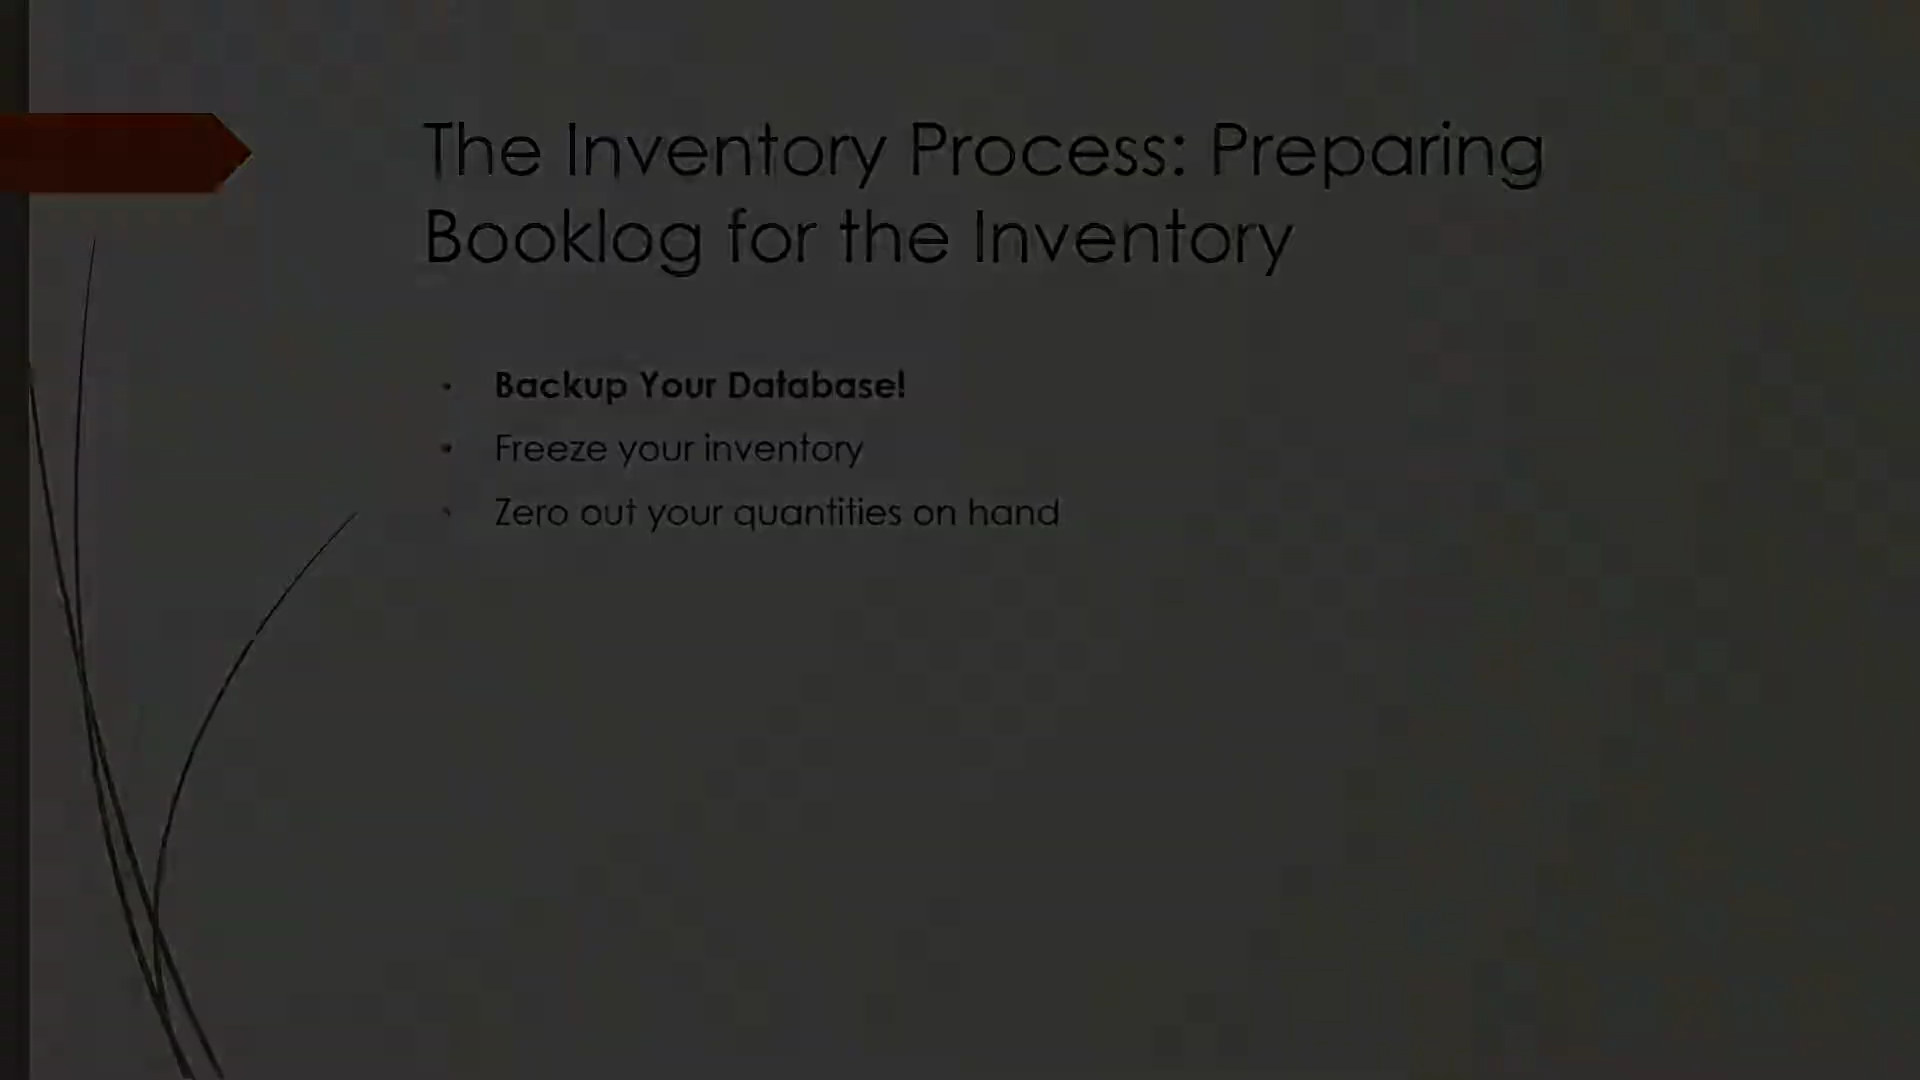 The Inventory Process: Preparing
Booklog for the Inventory
Backup Your Database!
Freeze your inventory
Zero out your quantities on hand